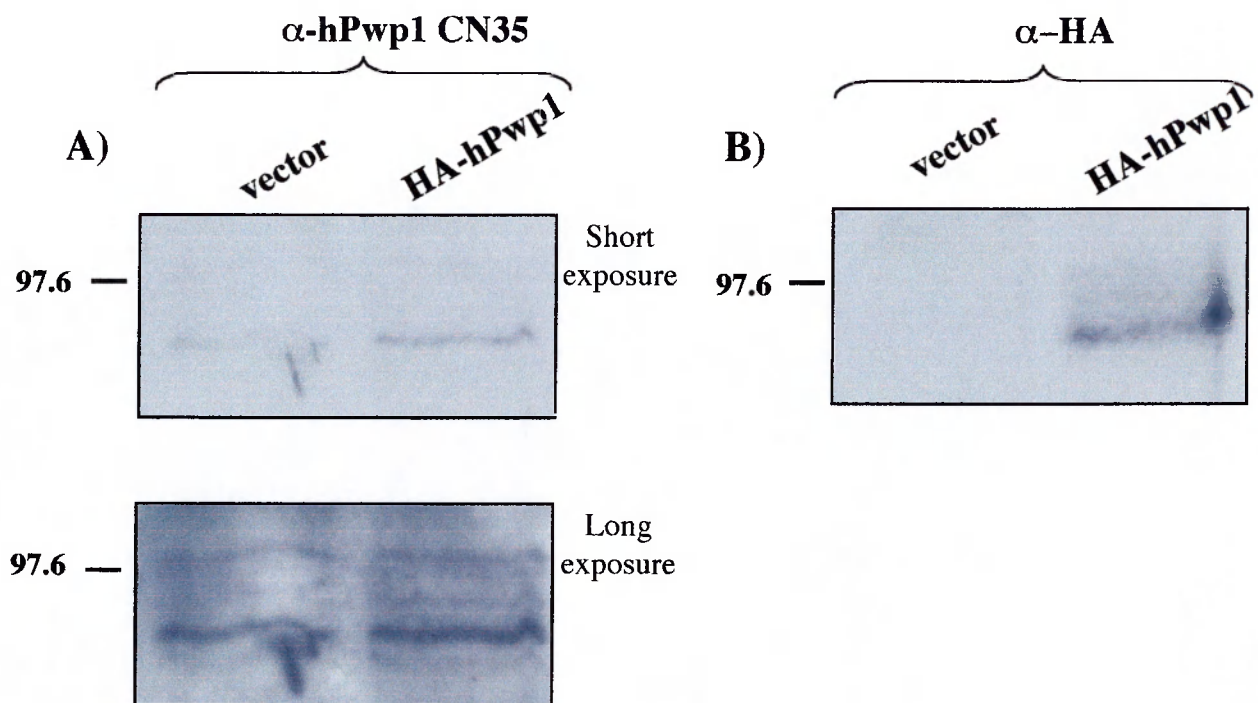 α-hPwp1 CN35
A)
vector
HA-hPwp1
97.6
Short
exposure
97.6
Long
exposure
α–HA
B)
vector
HA-hPwp1
97.6